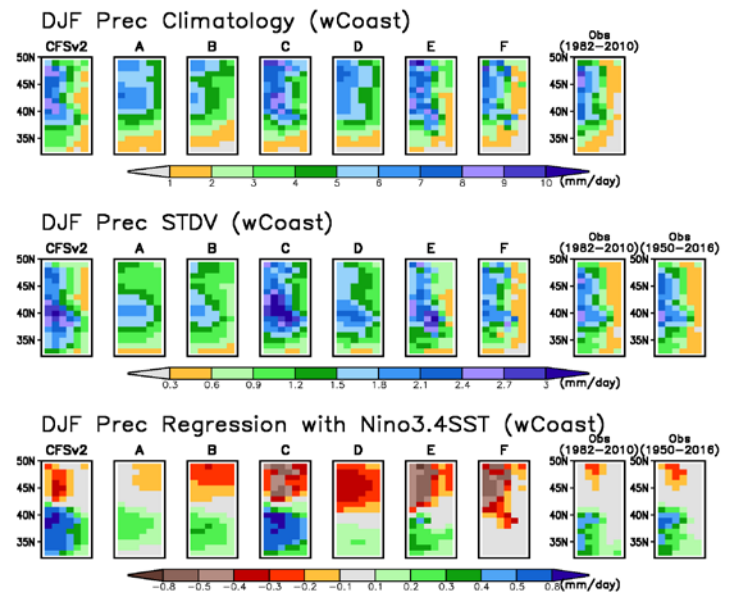 DJF Prec Climatology (wCoast)
CFSv2 A B C D E F Obs (1982-2010)
50N
45N
40N
35N
50N
45N
40N
35N
1 2 3 4 5 6 7 8 9 10 (mm/day)
DJF Prec STDV (wCoast)
CFSv2 A B C D E F Obs (1982-2010) Obs (1950-2016)
50N
45N
40N
35N
50N
45N
40N
35N
50N
45N
40N
35N
0.3 0.6 0.9 1.2 1.5 1.8 2.1 2.4 2.7 3 (mm/day)
DJF Prec Regression with Nino3.4SST (wCoast)
CFSv2 A B C D E F Obs (1982-2010) Obs (1950-2016)
50N
45N
40N
35N
50N
45N
40N
35N
50N
45N
40N
35N
-0.8 -0.5 -0.4 -0.3 -0.2 -0.1 0.1 0.2 0.3 0.4 0.5 0.8 (mm/day)